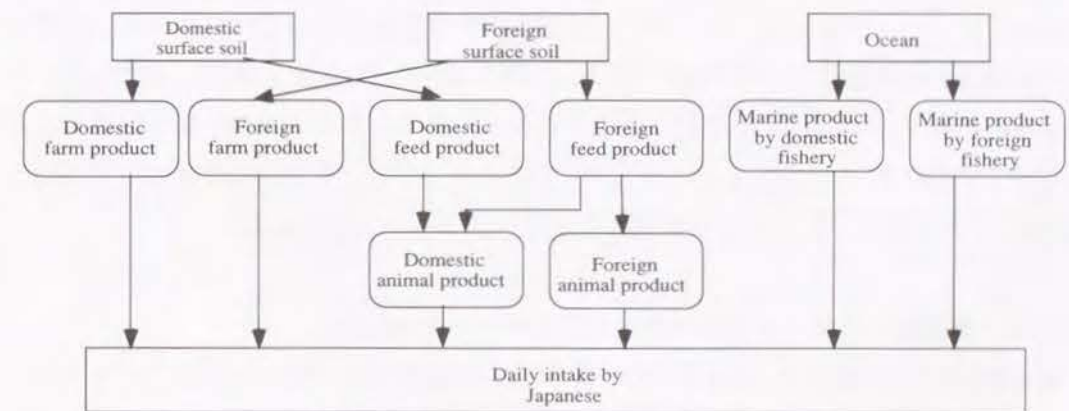 Domestic
surface soil
Foreign
surface soil
Ocean
Domestic
farm product
Foreign
farm product
Domestic
feed product
Foreign
feed product
Marine product
by domestic
fishery
Marine product
by foreign
fishery
Domestic
animal product
Foreign
animal product
Daily intake by
Japanese